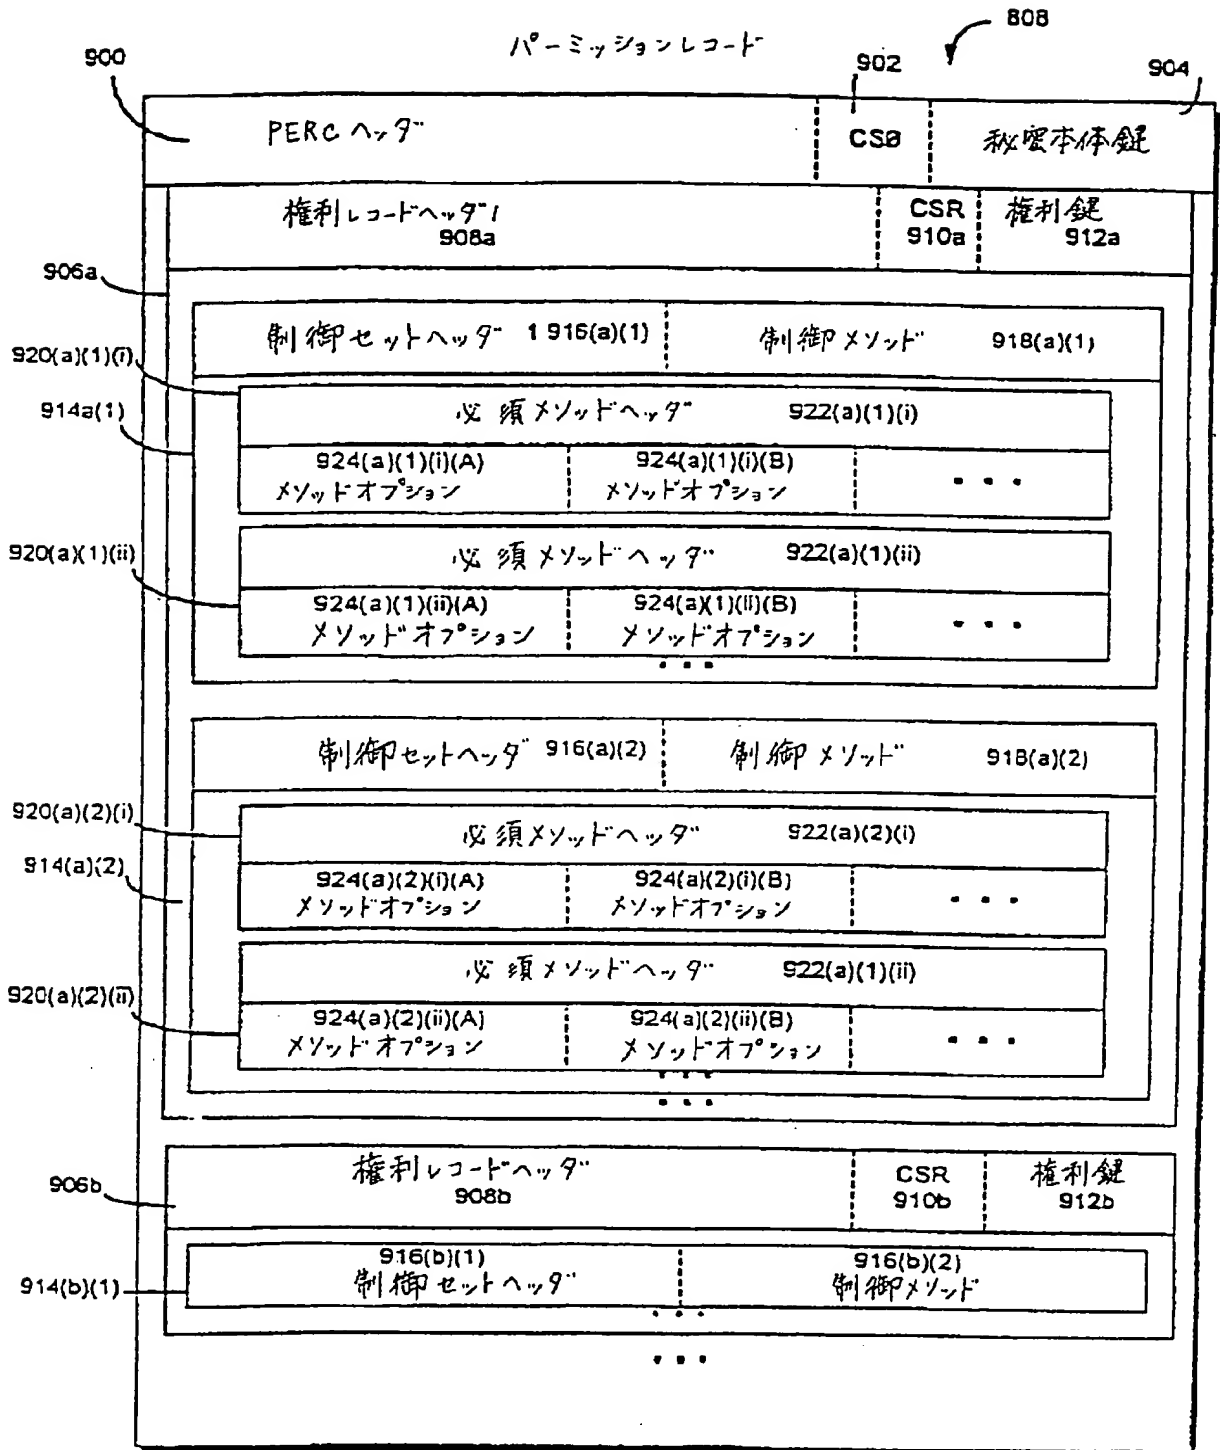 808
パーミッションレコード
900
902
904
PERC ヘッダ
CS0
秘密本体鍵
権利レコードヘッダ1
908a
CSR
910a
権利鍵
912a
906a
制御セットヘッダ 1 916(a)(1)
制御メソッド 918(a)(1)
920(a)(1)(i)
914a(1)
必須メソッドヘッダ 922(a)(1)(i)
924(a)(1)(i)(A)
メソッドオプション
924(a)(1)(i)(B)
メソッドオプション
...
920(a)(1)(ii)
必須メソッドヘッダ 922(a)(1)(ii)
924(a)(1)(ii)(A)
メソッドオプション
924(a)(1)(ii)(B)
メソッドオプション
...
...
制御セットヘッダ 916(a)(2)
制御メソッド 918(a)(2)
920(a)(2)(i)
914(a)(2)
必須メソッドヘッダ 922(a)(2)(i)
924(a)(2)(i)(A)
メソッドオプション
924(a)(2)(i)(B)
メソッドオプション
...
920(a)(2)(ii)
必須メソッドヘッダ 922(a)(1)(ii)
924(a)(2)(ii)(A)
メソッドオプション
924(a)(2)(ii)(B)
メソッドオプション
...
...
...
906b
権利レコードヘッダ
908b
CSR
910b
権利鍵
912b
914(b)(1)
916(b)(1)
制御セットヘッダ
916(b)(2)
制御メソッド
...
...